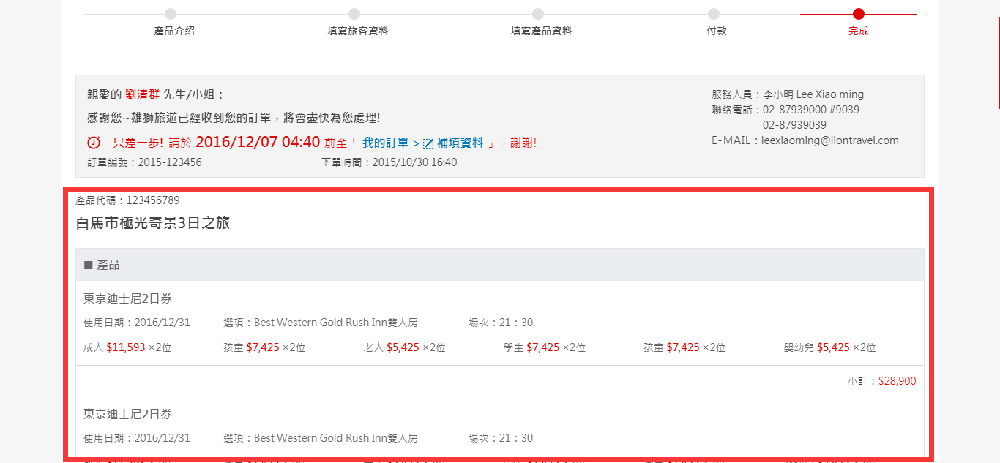 產品介紹 填寫旅客資料 填寫產品資料 付款 完成
親愛的 劉清群 先生/小姐：
感謝您~雄獅旅遊已經收到您的訂單，將會盡快為您處理!
只差一步! 請於 2016/12/07 04:40 前至「 我的訂單 > 補填資料 」，謝謝!
訂單編號：2015-123456 下單時間：2015/10/30 16:40
服務人員：李小明 Lee Xiao ming
聯絡電話：02-87939000 #9039
02-87939039
E-MAIL：leexiaoming@liontravel.com
產品代碼：123456789
白馬市極光奇景3日之旅
■ 產品
東京迪士尼2日券
使用日期：2016/12/31 選項：Best Western Gold Rush Inn雙人房 場次：21：30
成人 $11,593 ×2位 孩童 $7,425 ×2位 老人 $5,425 ×2位 學生 $7,425 ×2位 孩童 $7,425 ×2位 嬰幼兒 $5,425 ×2位
小計：$28,900
東京迪士尼2日券
使用日期：2016/12/31 選項：Best Western Gold Rush Inn雙人房 場次：21：30